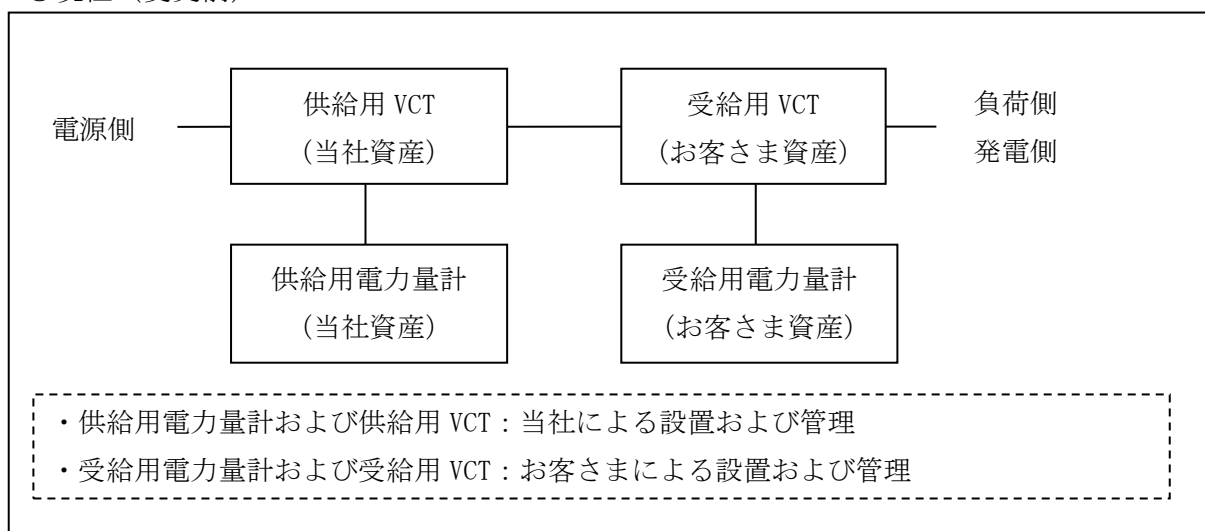 供給用 VCT
(当社資産)
受給用 VCT
(お客さま資産)
電源側
負荷側
発電側
供給用電力量計
(当社資産)
受給用電力量計
(お客さま資産)
・供給用電力量計および供給用 VCT：当社による設置および管理
・受給用電力量計および受給用 VCT：お客さまによる設置および管理